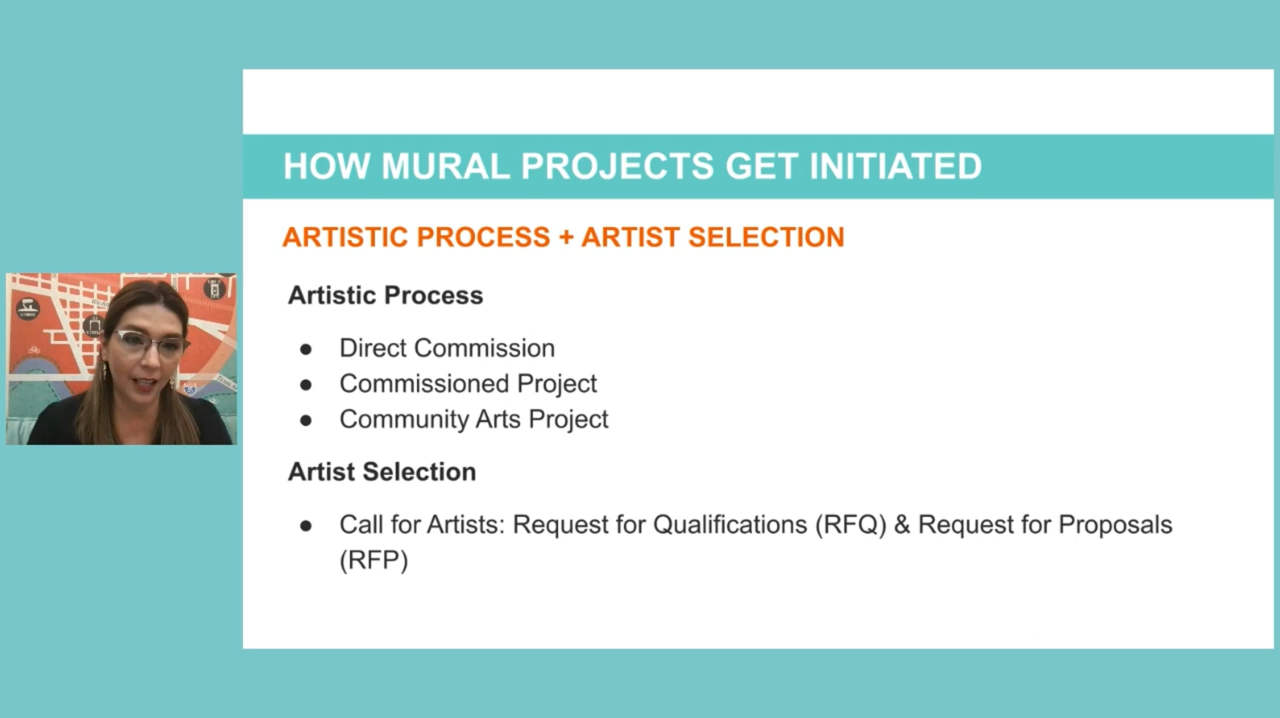 HOW MURAL PROJECTS GET INITIATED
ARTISTIC PROCESS + ARTIST SELECTION
Artistic Process
● Direct Commission
● Commissioned Project
● Community Arts Project
Artist Selection
● Call for Artists: Request for Qualifications (RFQ) & Request for Proposals
(RFP)